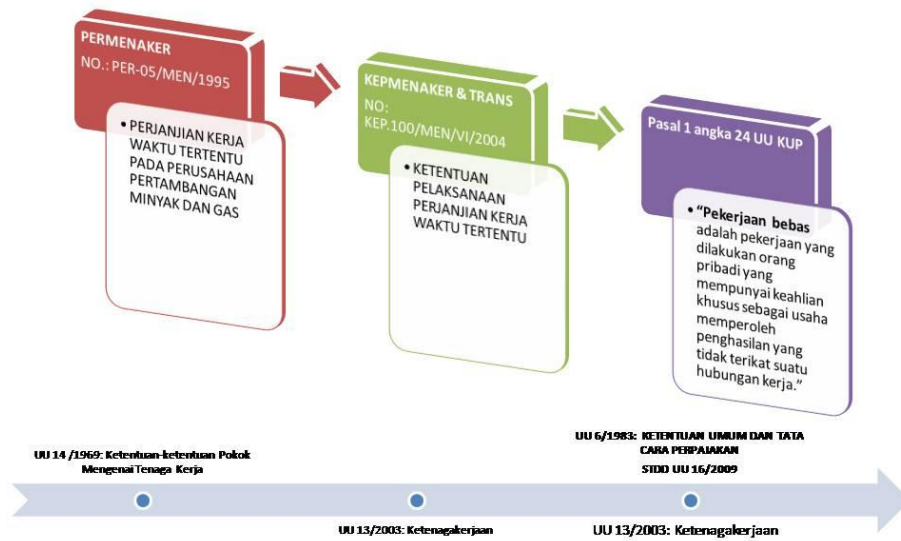 PERMENAKER
NO.: PER-05/MEN/1995
• PERJANJIAN KERJA
WAKTU TERTENTU
PADA PERUSAHAAN
PERTAMBANGAN
MINYAK DAN GAS
KEPMENAKER & TRANS
NO:
KEP.100/MEN/VI/2004
• KETENTUAN
PELAKSANAAN
PERJANJIAN KERJA
WAKTU TERTENTU
Pasal 1 angka 24 UU KUP
• “Pekerjaan bebas
adalah pekerjaan yang
dilakukan orang
pribadi yang
mempunyai keahlian
khusus sebagai usaha
memperoleh
penghasilan yang
tidak terikat suatu
hubungan kerja.”
UU 14 /1969: Ketentuan-ketentuan Pokok
Mengenai Tenaga Kerja
UU 13/2003: Ketenagakerjaan
UU 6/1983: KETENTUAN UMUM DAN TATA
CARA PERPAJAKAN
STDD UU 16/2009
UU 13/2003: Ketenagakerjaan